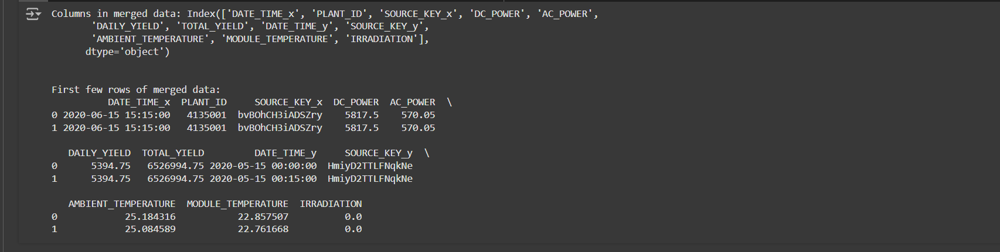 Columns in merged data: Index(['DATE_TIME_x', 'PLANT_ID', 'SOURCE_KEY_x', 'DC_POWER', 'AC_POWER',
       'DAILY_YIELD', 'TOTAL_YIELD', 'DATE_TIME_y', 'SOURCE_KEY_y',
       'AMBIENT_TEMPERATURE', 'MODULE_TEMPERATURE', 'IRRADIATION'],
      dtype='object')
First few rows of merged data:
          DATE_TIME_x  PLANT_ID     SOURCE_KEY_x  DC_POWER  AC_POWER  \
0 2020-06-15 15:15:00   4135001  bvBOhCH3iADSZry    5817.5    570.05
1 2020-06-15 15:15:00   4135001  bvBOhCH3iADSZry    5817.5    570.05
   DAILY_YIELD  TOTAL_YIELD         DATE_TIME_y     SOURCE_KEY_y  \
0      5394.75   6526994.75 2020-05-15 00:00:00  HmiyD2TTLFNqkNe
1      5394.75   6526994.75 2020-05-15 00:15:00  HmiyD2TTLFNqkNe
   AMBIENT_TEMPERATURE  MODULE_TEMPERATURE  IRRADIATION
0            25.184316           22.857507          0.0
1            25.084589           22.761668          0.0